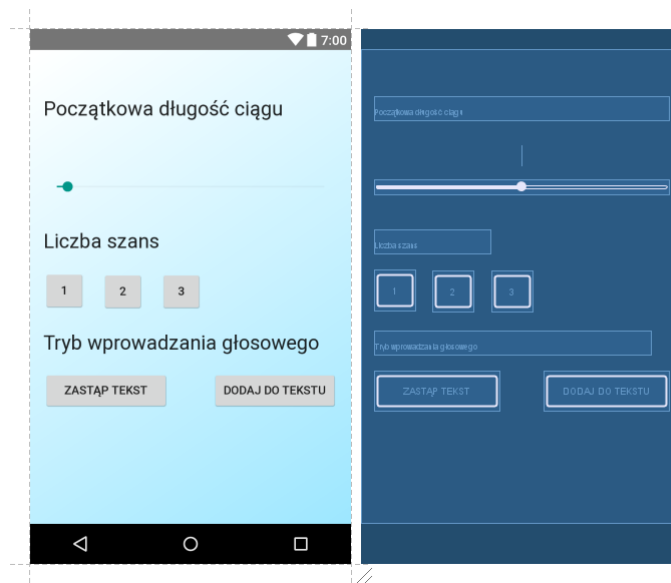 7:00
Początkowa długość ciągu
Liczba szans
1 2 3
Tryb wprowadzania głosowego
ZASTĄP TEKST DODAJ DO TEKSTU
Początkowa długość ciągu
Liczba szans
1 2 3
Tryb wprowadzania głosowego
ZASTĄP TEKST DODAJ DO TEKSTU